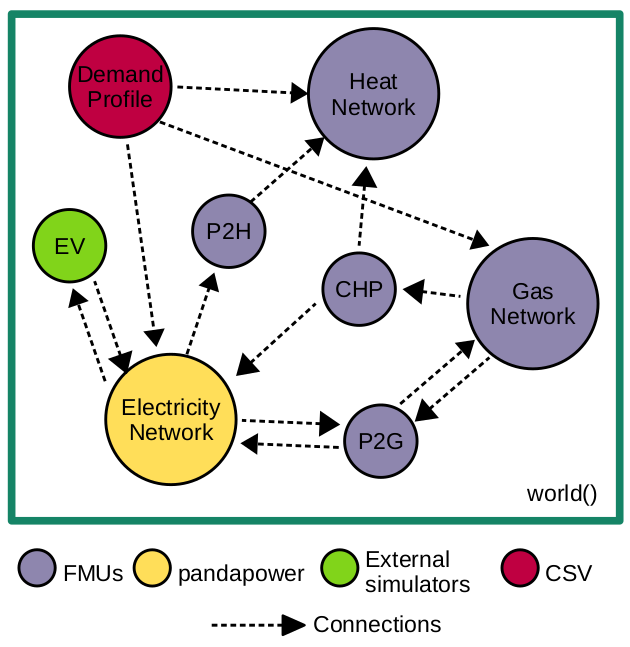 Demand
Profile
Heat
Network
P2H
EV
CHP
Gas
Network
Electricity
Network
P2G
world()
FMUs
pandapower
External
simulators
CSV
Connections